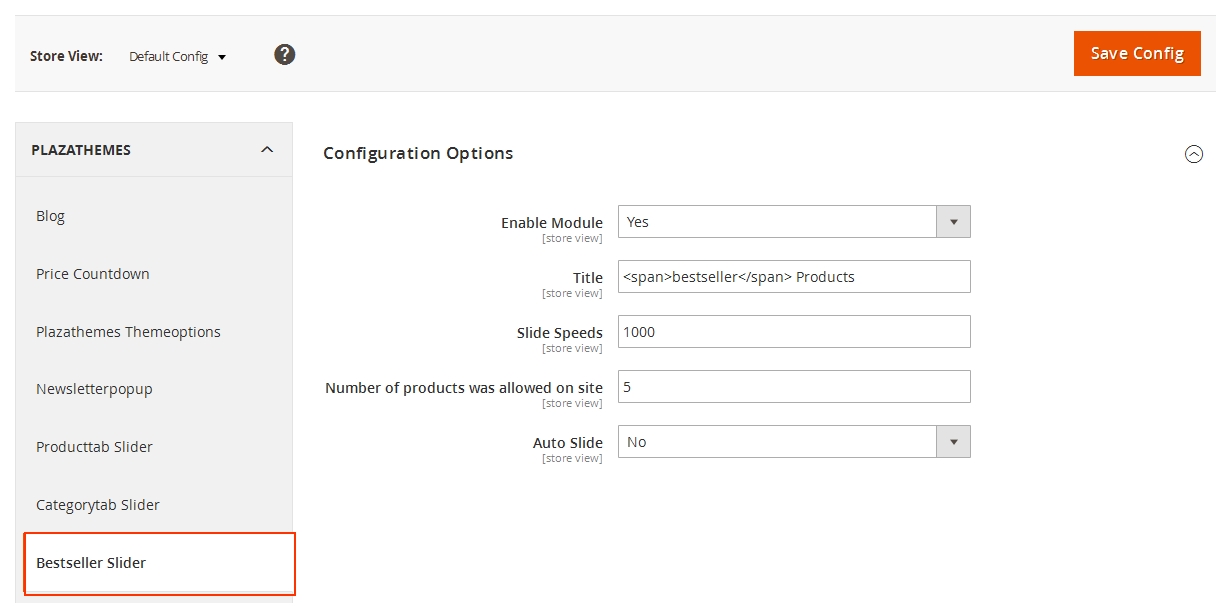 Store View: Default Config ?
Save Config
PLAZATHEMES
Blog
Price Countdown
Plazathemes Themeoptions
Newsletterpopup
Producttab Slider
Categorytab Slider
Bestseller Slider
Configuration Options
Enable Module Yes
[store view]
Title <span>bestseller</span> Products
[store view]
Slide Speeds 1000
[store view]
Number of products was allowed on site 5
[store view]
Auto Slide No
[store view]